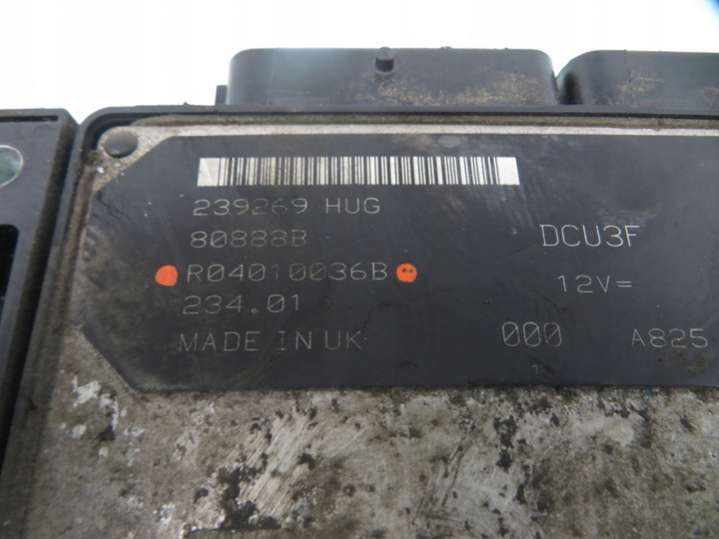 239269 HUG
80888B
R04010036B
234.01
MADE IN UK
DCU3F
12V=
000 A825